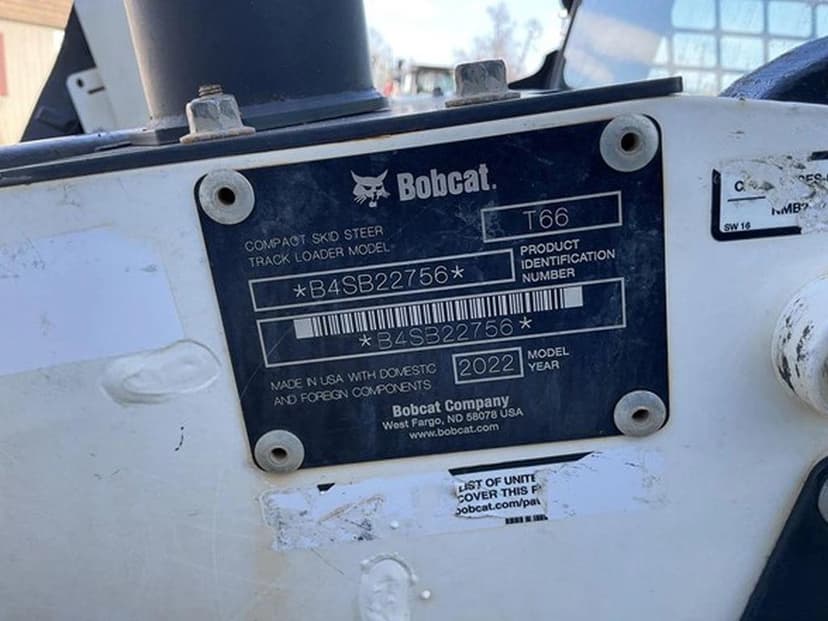 Bobcat.
COMPACT SKID STEER
TRACK LOADER MODEL
T66
*B4SB22756*
PRODUCT
IDENTIFICATION
NUMBER
*B4SB22756*
MADE IN USA WITH DOMESTIC
AND FOREIGN COMPONENTS
2022
MODEL
YEAR
Bobcat Company
West Fargo, ND 58078 USA
www.bobcat.com
SW 16
LIST OF UNITE
COVER THIS P
bobcat.com/pa